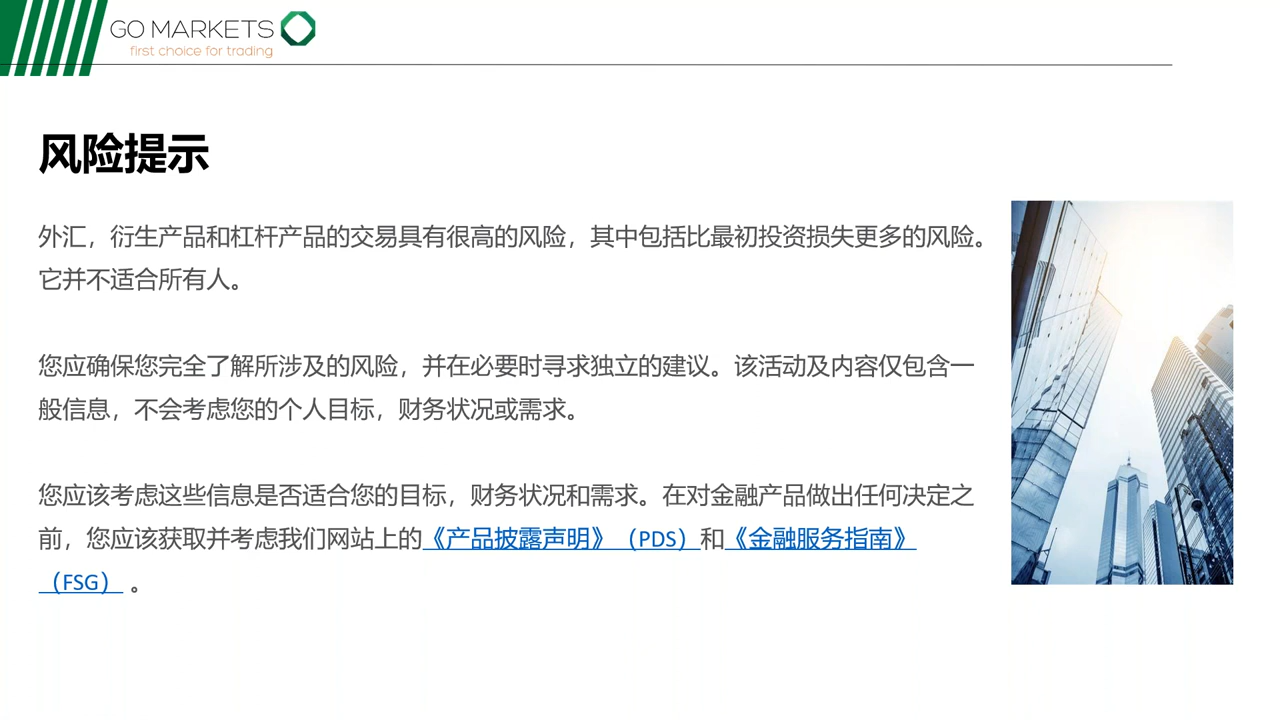 GO MARKETS
first choice for trading
风险提示
外汇，衍生产品和杠杆产品的交易具有很高的风险，其中包括比最初投资损失更多的风险。
它并不适合所有人。
您应确保您完全了解所涉及的风险，并在必要时寻求独立的建议。该活动及内容仅包含一
般信息，不会考虑您的个人目标，财务状况或需求。
您应该考虑这些信息是否适合您的目标，财务状况和需求。在对金融产品做出任何决定之
前，您应该获取并考虑我们网站上的《产品披露声明》（PDS）和《金融服务指南》
（FSG） 。